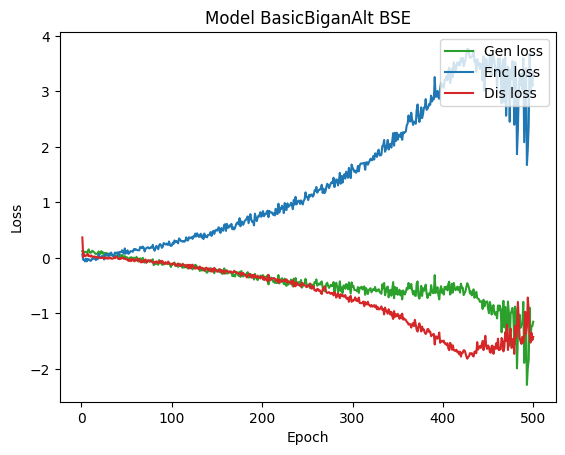 Model BasicBiganAlt BSE
Gen loss
Enc loss
Dis loss
Loss
4
3
2
1
0
−1
−2
0 100 200 300 400 500
Epoch